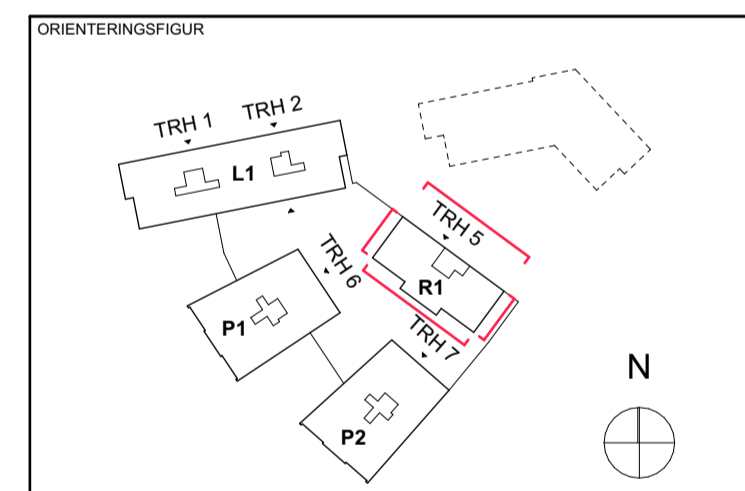 ORIENTERINGSFIGUR
TRH 1
TRH 2
L1
TRH 5
TRH 6
R1
P1
TRH 7
N
P2